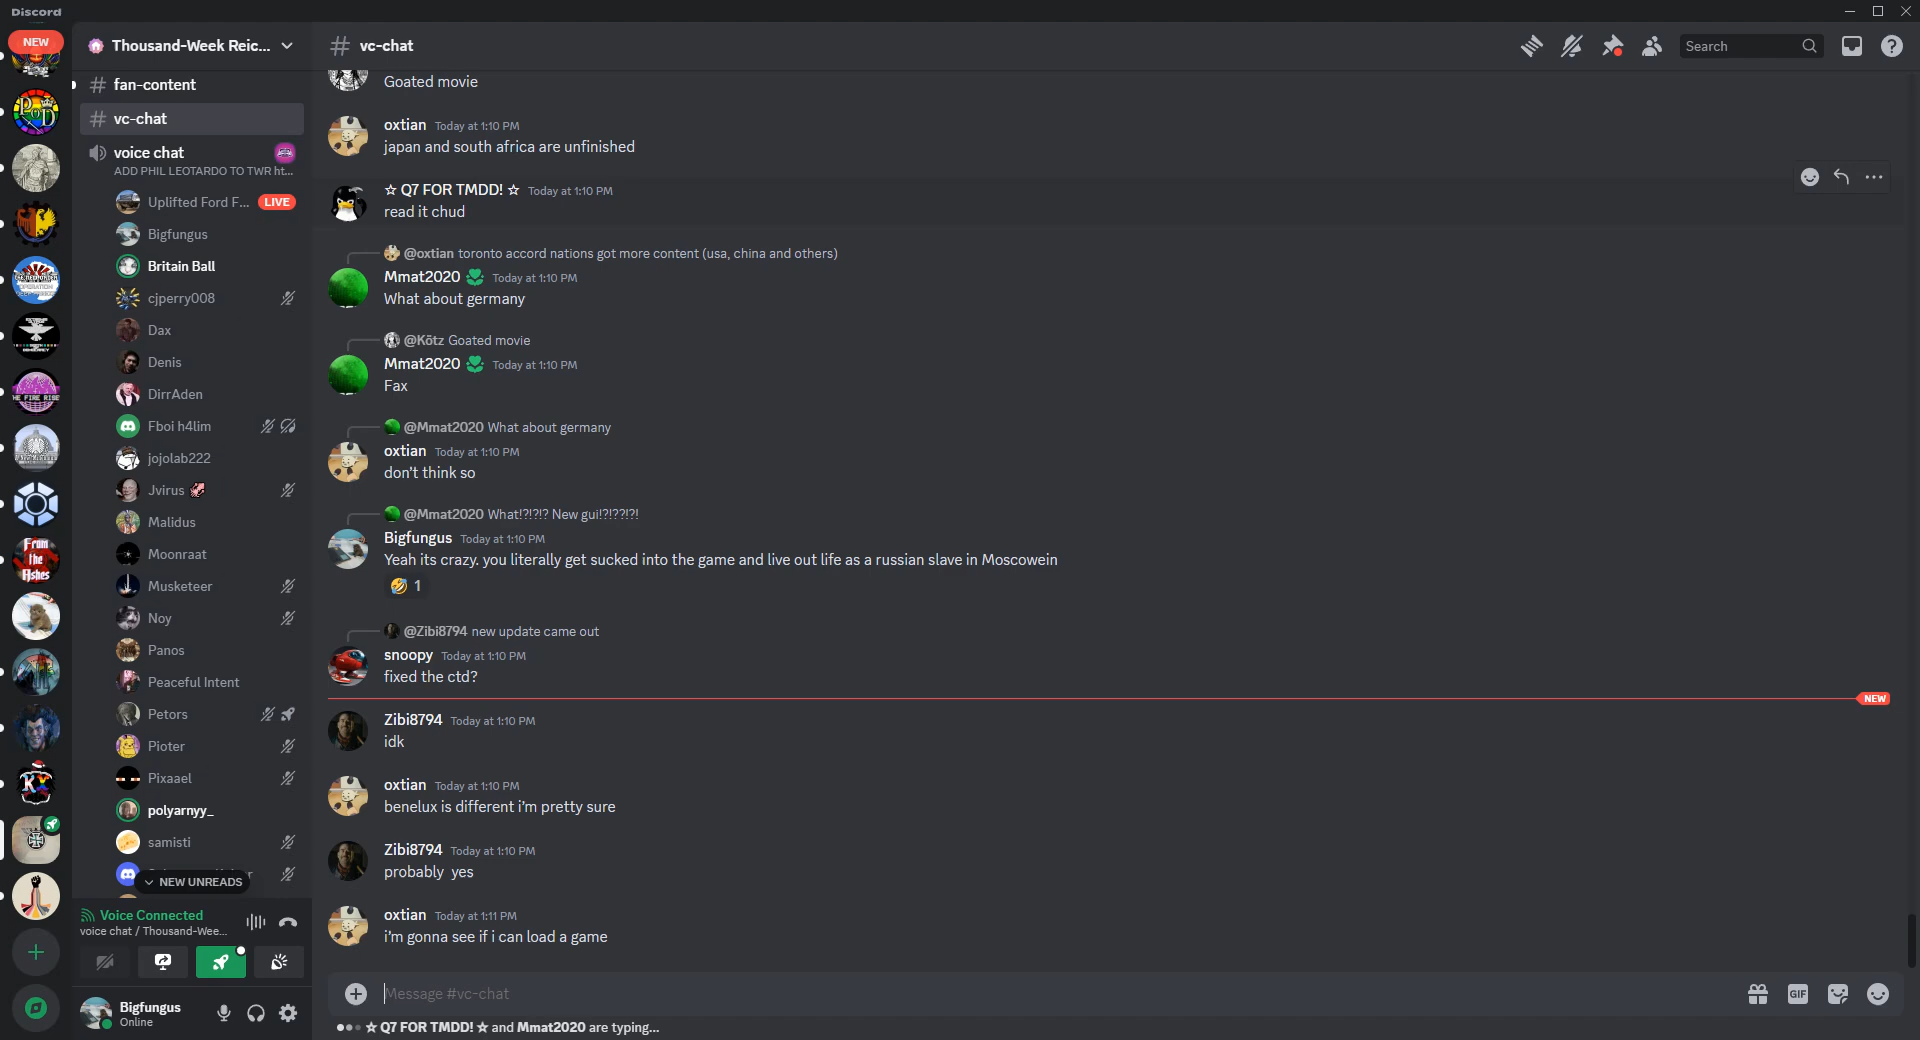 Discord
NEW
Thousand-Week Reic...
fan-content
vc-chat
voice chat
ADD PHIL LEOTARDO TO TWR ht...
Uplifted Ford F...
LIVE
Bigfungus
Britain Ball
cjperry008
Dax
Denis
DirrAden
Fboi h4lim
jojolab222
Jvirus
Malidus
Moonraat
Musketeer
Noy
Panos
Peaceful Intent
Petors
Pioter
Pixaael
polyarnyy_
samisti
NEW UNREADS
Voice Connected
voice chat / Thousand-Wee...
Bigfungus
Online
# vc-chat
Search
Goated movie
oxtian Today at 1:10 PM
japan and south africa are unfinished
☆ Q7 FOR TMDD! ☆ Today at 1:10 PM
read it chud
@oxtian toronto accord nations got more content (usa, china and others)
Mmat2020 Today at 1:10 PM
What about germany
@Kötz Goated movie
Mmat2020 Today at 1:10 PM
Fax
@Mmat2020 What about germany
oxtian Today at 1:10 PM
don't think so
@Mmat2020 What!?!?!? New gui!?!??!?!
Bigfungus Today at 1:10 PM
Yeah its crazy. you literally get sucked into the game and live out life as a russian slave in Moscowein
🤣 1
@Zibi8794 new update came out
snoopy Today at 1:10 PM
fixed the ctd?
NEW
Zibi8794 Today at 1:10 PM
idk
oxtian Today at 1:10 PM
benelux is different i'm pretty sure
Zibi8794 Today at 1:10 PM
probably yes
oxtian Today at 1:11 PM
i'm gonna see if i can load a game
Message #vc-chat
GIF
☆ Q7 FOR TMDD! ☆ and Mmat2020 are typing...
POD
THE FIRE RISES
From
the
Ashes